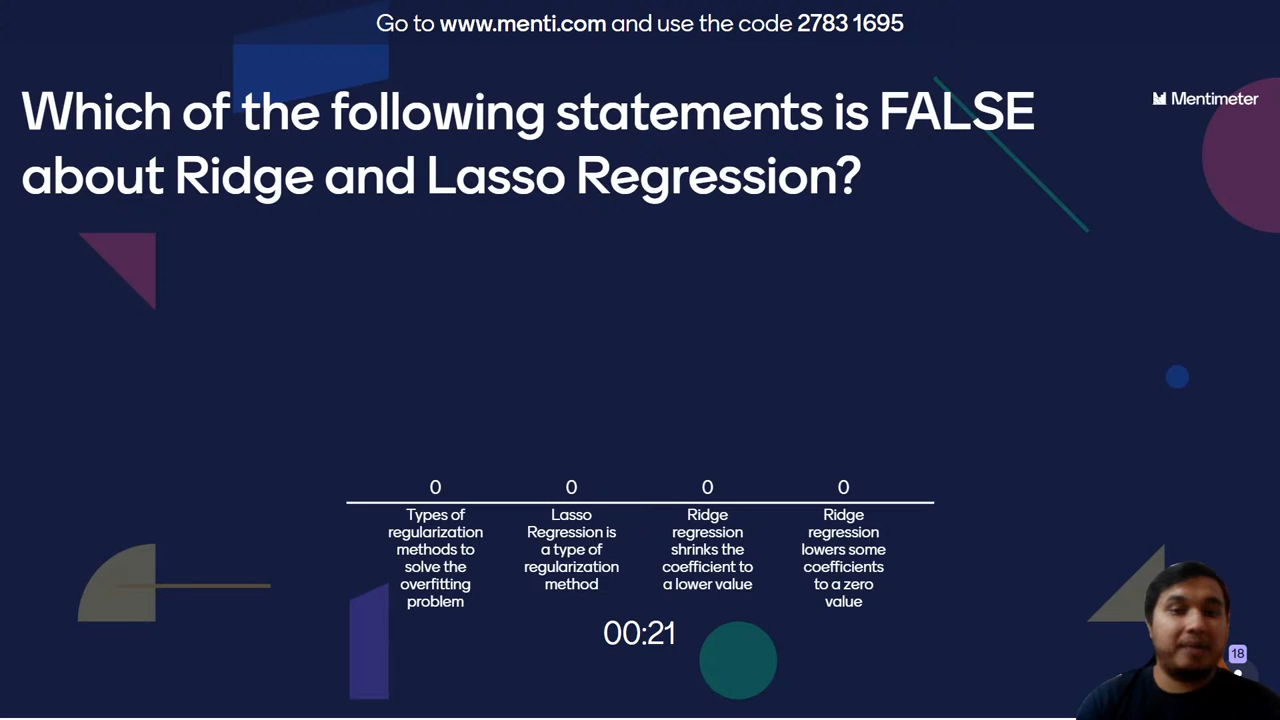 Go to www.menti.com and use the code 2783 1695
Which of the following statements is FALSE
about Ridge and Lasso Regression?
Mentimeter
0
0
0
0
Types of
regularization
methods to
solve the
overfitting
problem
Lasso
Regression is
a type of
regularization
method
Ridge
regression
shrinks the
coefficient to
a lower value
Ridge
regression
lowers some
coefficients
to a zero
value
00:21
18